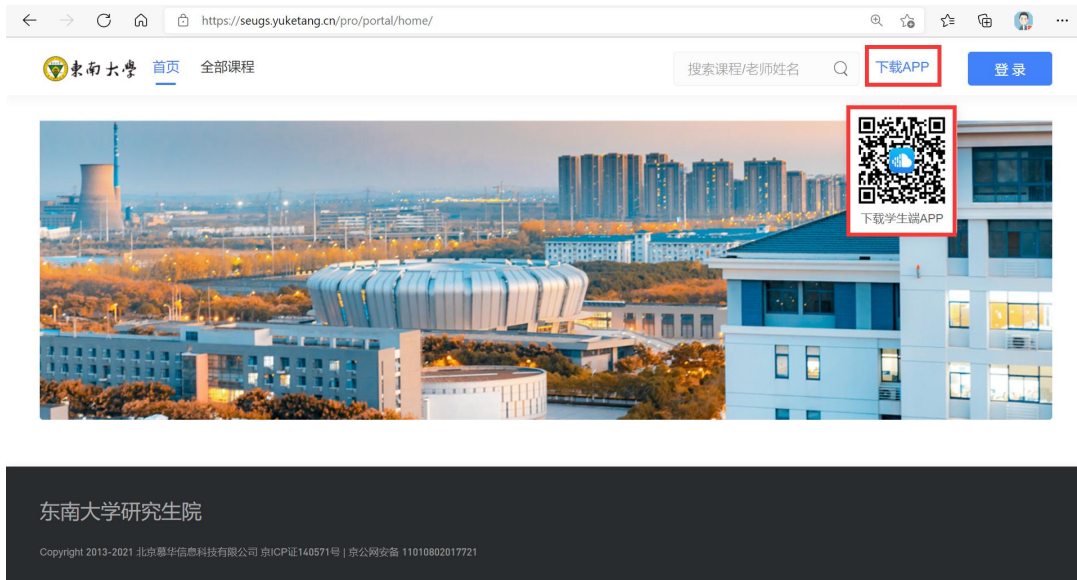 https://seugs.yuketang.cn/pro/portal/home/
東南大學 首页 全部课程 搜索课程/老师姓名 下载APP 登录
下载学生端APP
东南大学研究生院
Copyright 2013-2021 北京慕华信息科技有限公司 京ICP证140571号 | 京公网安备 11010802017721